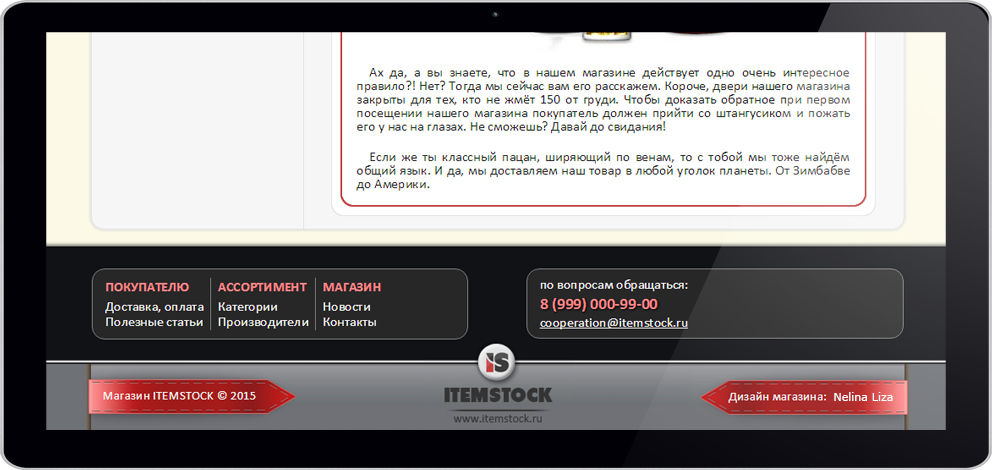 Ах да, а вы знаете, что в нашем магазине действует одно очень интересное
правило?! Нет? Тогда мы сейчас вам его расскажем. Короче, двери нашего магазина
закрыты для тех, кто не жмёт 150 от груди. Чтобы доказать обратное при первом
посещении нашего магазина покупатель должен прийти со штангусиком и пожать
его у нас на глазах. Не сможешь? Давай до свидания!
Если же ты классный пацан, ширяющий по венам, то с тобой мы тоже найдём
общий язык. И да, мы доставляем наш товар в любой уголок планеты. От Зимбабве
до Америки.
ПОКУПАТЕЛЮ
Доставка, оплата
Полезные статьи
АССОРТИМЕНТ
Категории
Производители
МАГАЗИН
Новости
Контакты
по вопросам обращаться:
8 (999) 000-99-00
cooperation@itemstock.ru
Магазин ITEMSTOCK © 2015
iS
ITEMSTOCK
www.itemstock.ru
Дизайн магазина: Nelina Liza